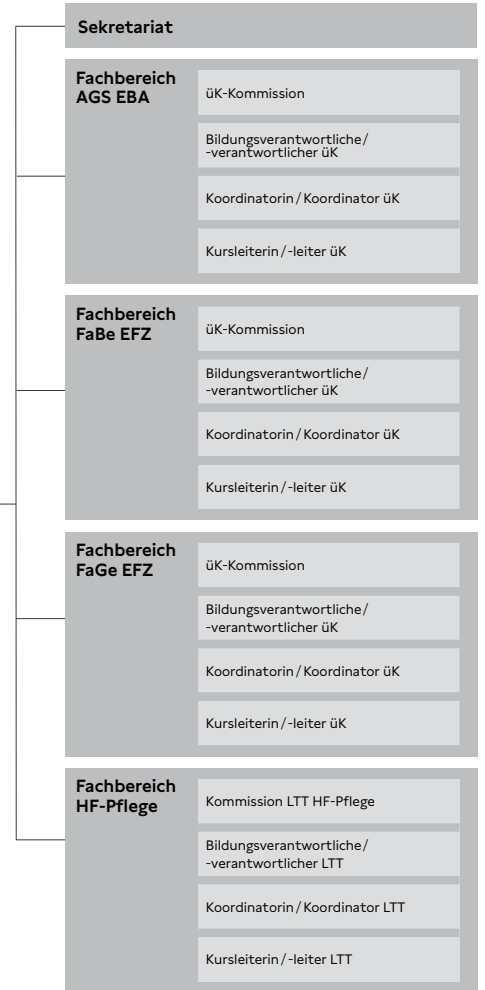 Sekretariat
Fachbereich
AGS EBA
üK-Kommission
Bildungsverantwortliche/
-verantwortlicher üK
Koordinatorin/Koordinator üK
Kursleiterin/-leiter üK
Fachbereich
FaBe EFZ
üK-Kommission
Bildungsverantwortliche/
-verantwortlicher üK
Koordinatorin/Koordinator üK
Kursleiterin/-leiter üK
Fachbereich
FaGe EFZ
üK-Kommission
Bildungsverantwortliche/
-verantwortlicher üK
Koordinatorin/Koordinator üK
Kursleiterin/-leiter üK
Fachbereich
HF-Pflege
Kommission LTT HF-Pflege
Bildungsverantwortliche/
-verantwortlicher LTT
Koordinatorin/Koordinator LTT
Kursleiterin/-leiter LTT